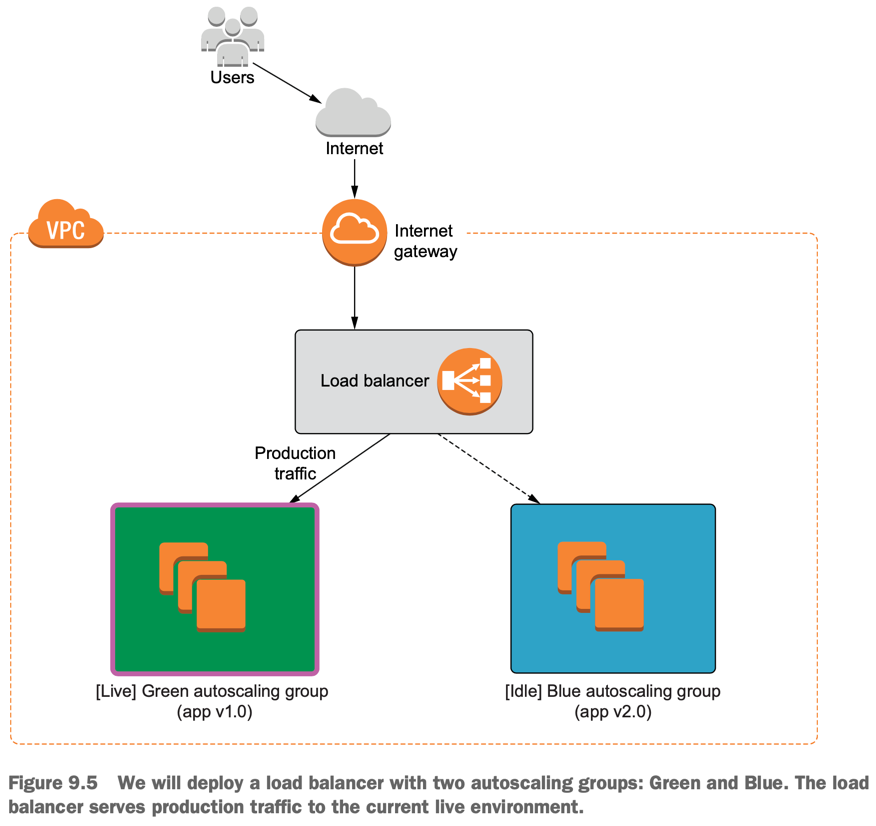 Users
Internet
VPC
Internet
gateway
Load balancer
Production
traffic
[Live] Green autoscaling group
(app v1.0)
[Idle] Blue autoscaling group
(app v2.0)
Figure 9.5 We will deploy a load balancer with two autoscaling groups: Green and Blue. The load
balancer serves production traffic to the current live environment.